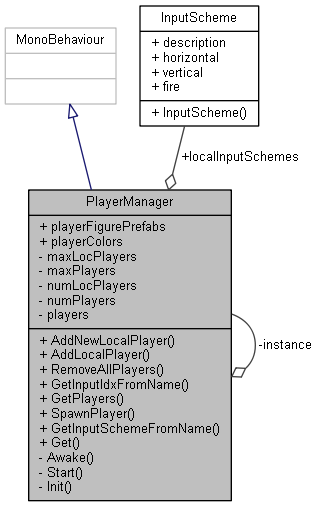 InputScheme
+ description
+ horizontal
+ vertical
+ fire
+ InputScheme()
MonoBehaviour
+localInputSchemes
PlayerManager
+ playerFigurePrefabs
+ playerColors
- maxLocPlayers
- maxPlayers
- numLocPlayers
- numPlayers
- players
+ AddNewLocalPlayer()
+ AddLocalPlayer()
+ RemoveAllPlayers()
+ GetInputIdxFromName()
+ GetPlayers()
+ SpawnPlayer()
+ GetInputSchemeFromName()
+ Get()
- Awake()
- Start()
- Init()
-instance